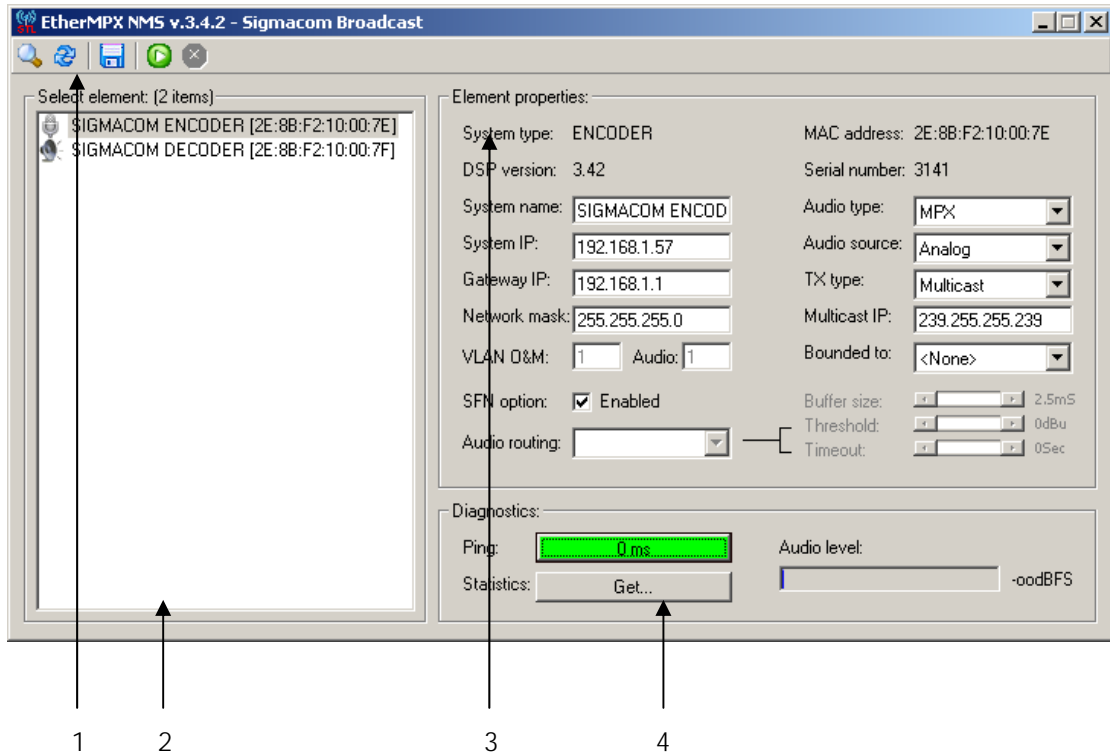 EtherMPX NMS v.3.4.2 - Sigmacom Broadcast
STL
Select element: (2 items)
SIGMACOM ENCODER [2E:8B:F2:10:00:7E]
SIGMACOM DECODER [2E:8B:F2:10:00:7F]
Element properties:
System type: ENCODER MAC address: 2E:8B:F2:10:00:7E
DSP version: 3.42 Serial number: 3141
System name: SIGMACOM ENCOD Audio type: MPX
System IP: 192.168.1.57 Audio source: Analog
Gateway IP: 192.168.1.1 TX type: Multicast
Network mask: 255.255.255.0 Multicast IP: 239.255.255.239
VLAN O&M: 1 Audio: 1 Bounded to: <None>
SFN option: Enabled Buffer size: 2.5mS
Threshold: 0dBu
Audio routing: Timeout: 0Sec
Diagnostics:
Ping: 0 ms Audio level:
Statistics: Get... -oodBFS
1 2 3 4